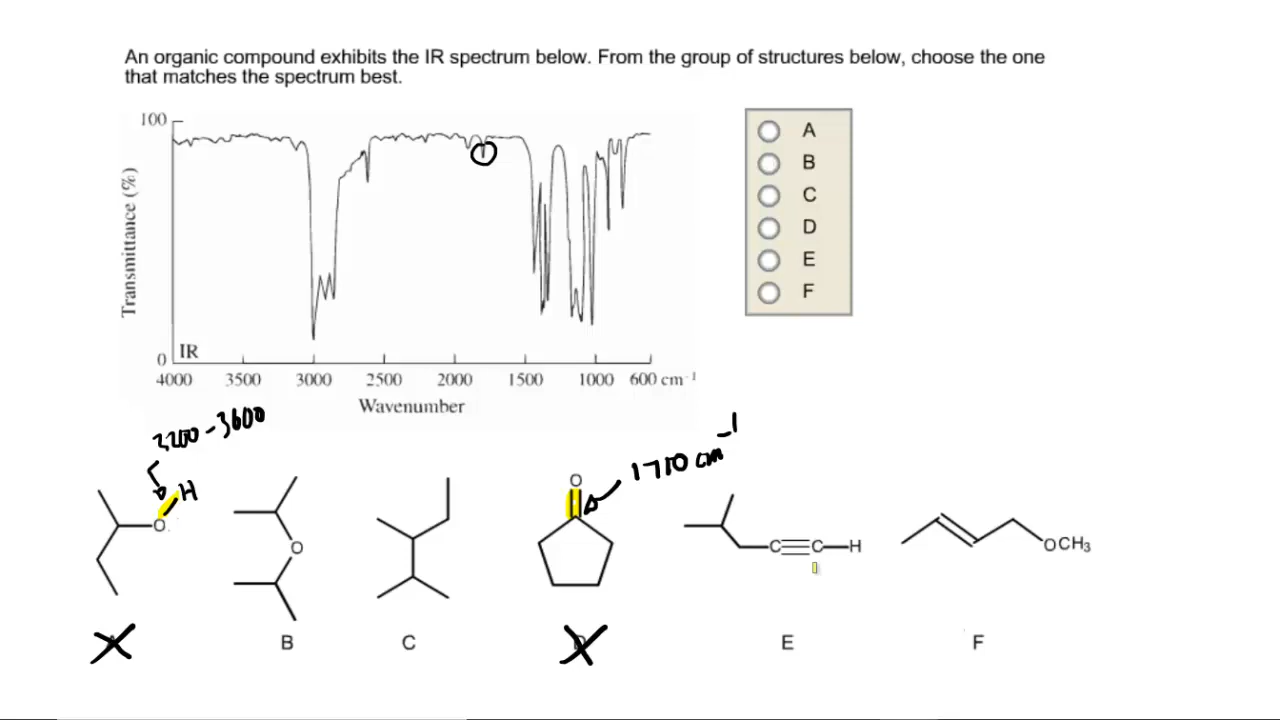 An organic compound exhibits the IR spectrum below. From the group of structures below, choose the one
that matches the spectrum best.
100
Transmittance (%)
0
IR
4000 3500 3000 2500 2000 1500 1000 600 cm⁻¹
Wavenumber
A
B
C
D
E
F
3200-3600
1710 cm⁻¹
H
O
O
O
C C H
OCH3
B
C
E
F